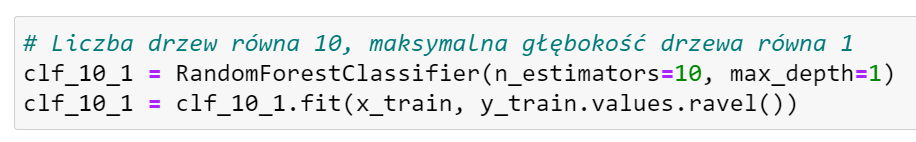 # Liczba drzew równa 10, maksymalna głębokość drzewa równa 1
clf_10_1 = RandomForestClassifier(n_estimators=10, max_depth=1)
clf_10_1 = clf_10_1.fit(x_train, y_train.values.ravel())